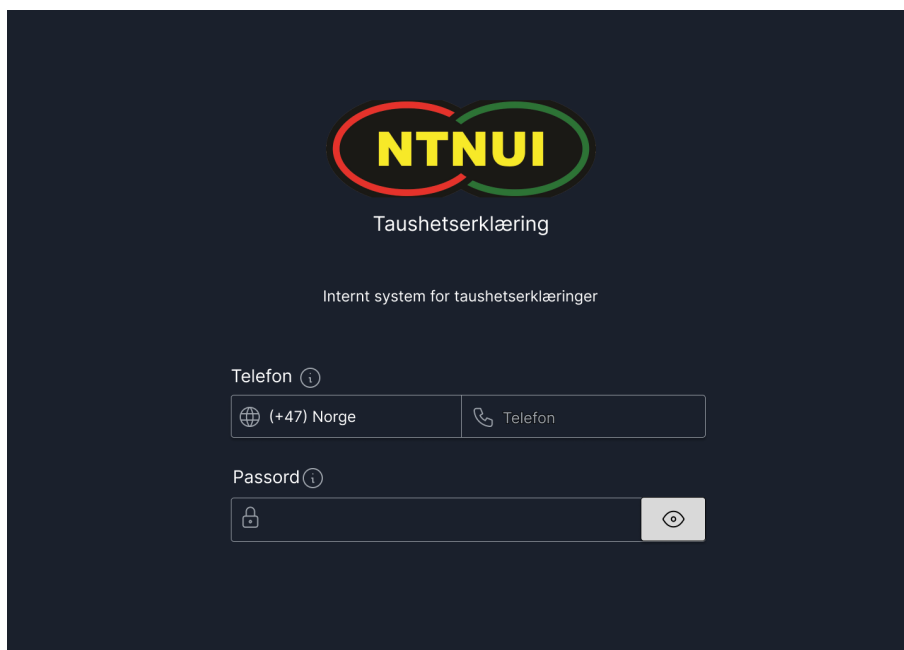 NTNUI
Taushetserklæring
Internt system for taushetserklæringer
Telefon
(+47) Norge
Telefon
Passord